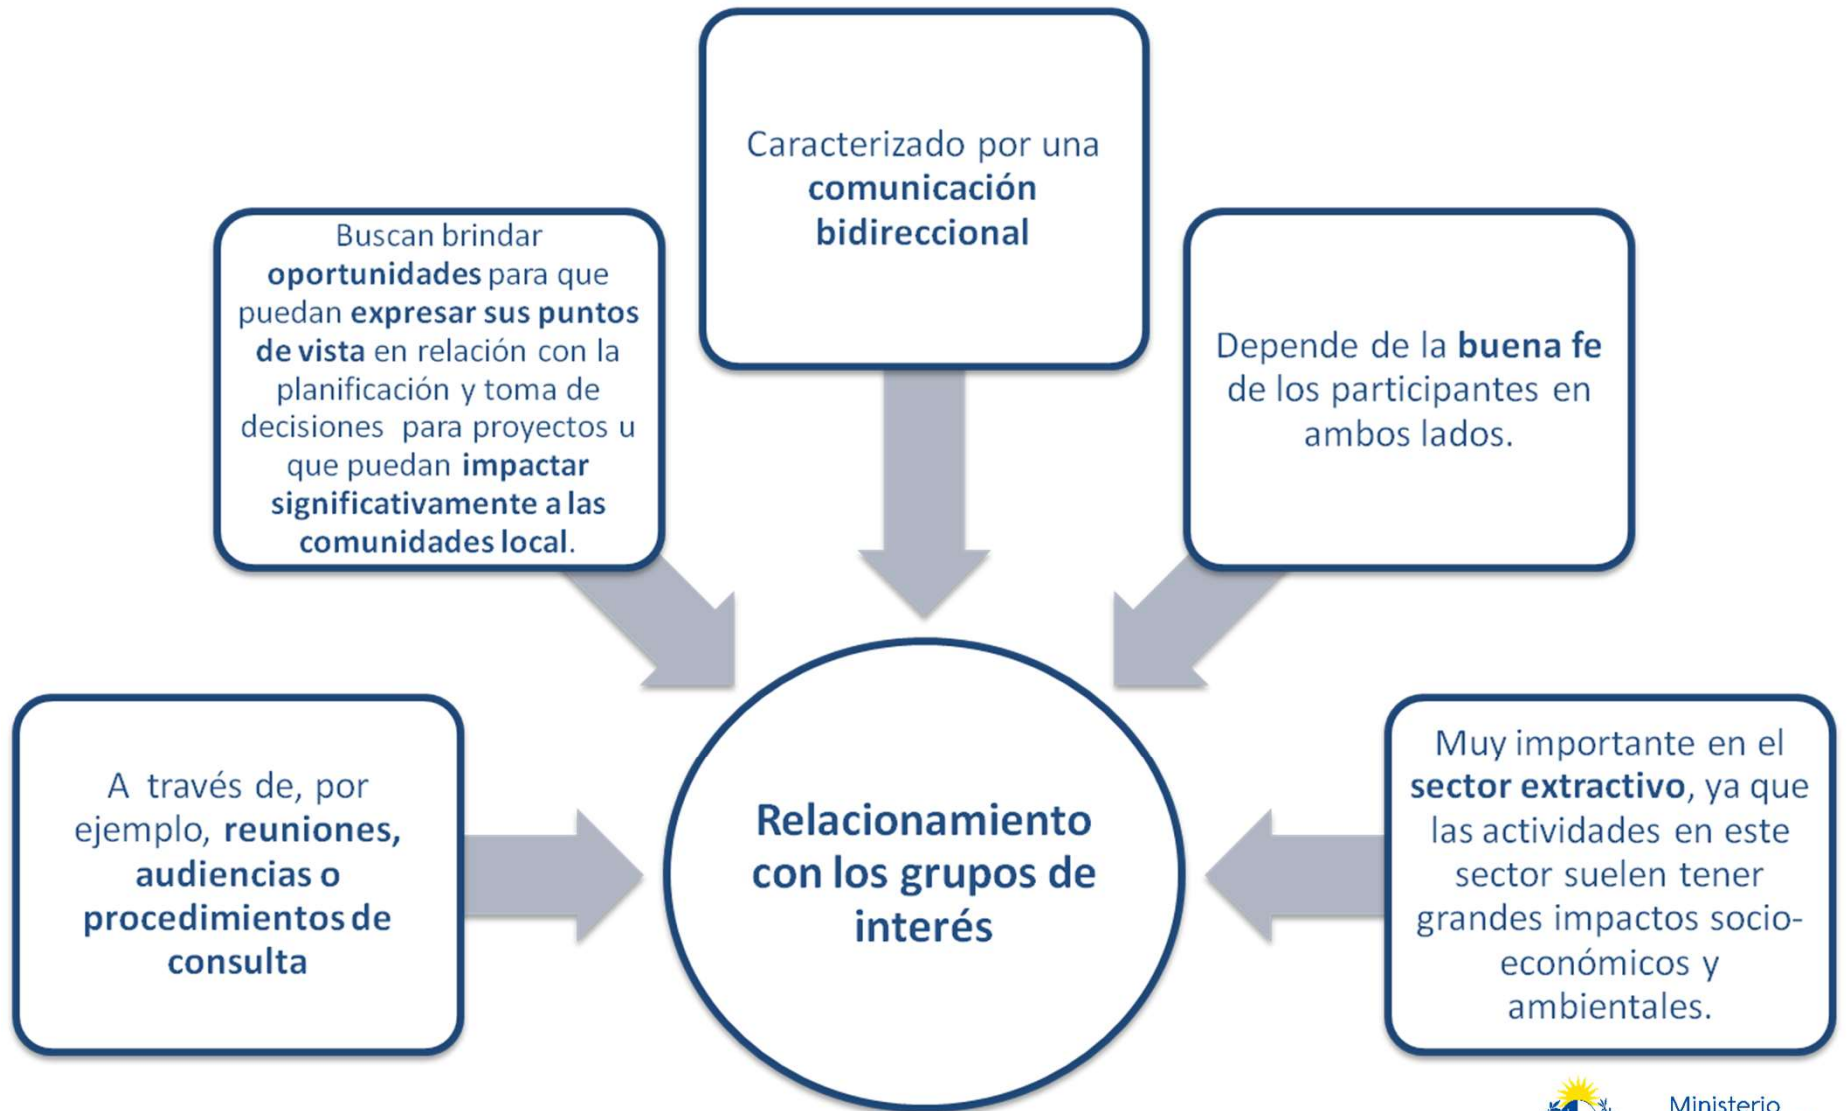 Caracterizado por una
comunicación
bidireccional
Buscan brindar
oportunidades para que
puedan expresar sus puntos
de vista en relación con la
planificación y toma de
decisiones para proyectos u
que puedan impactar
significativamente a las
comunidades local.
Depende de la buena fe
de los participantes en
ambos lados.
A través de, por
ejemplo, reuniones,
audiencias o
procedimientos de
consulta
Relacionamiento
con los grupos de
interés
Muy importante en el
sector extractivo, ya que
las actividades en este
sector suelen tener
grandes impactos socio-
económicos y
ambientales.
Ministerio